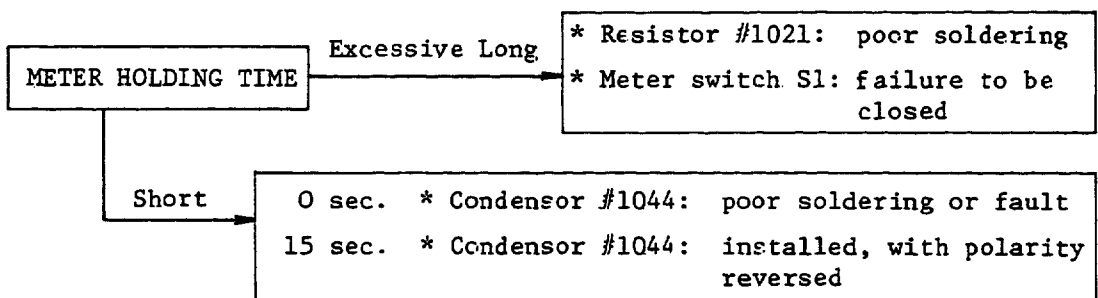 METER HOLDING TIME
Excessive Long
* Resistor #1021: poor soldering
* Meter switch S1: failure to be
closed
Short
0 sec. * Condensor #1044: poor soldering or fault
15 sec. * Condensor #1044: installed, with polarity
reversed